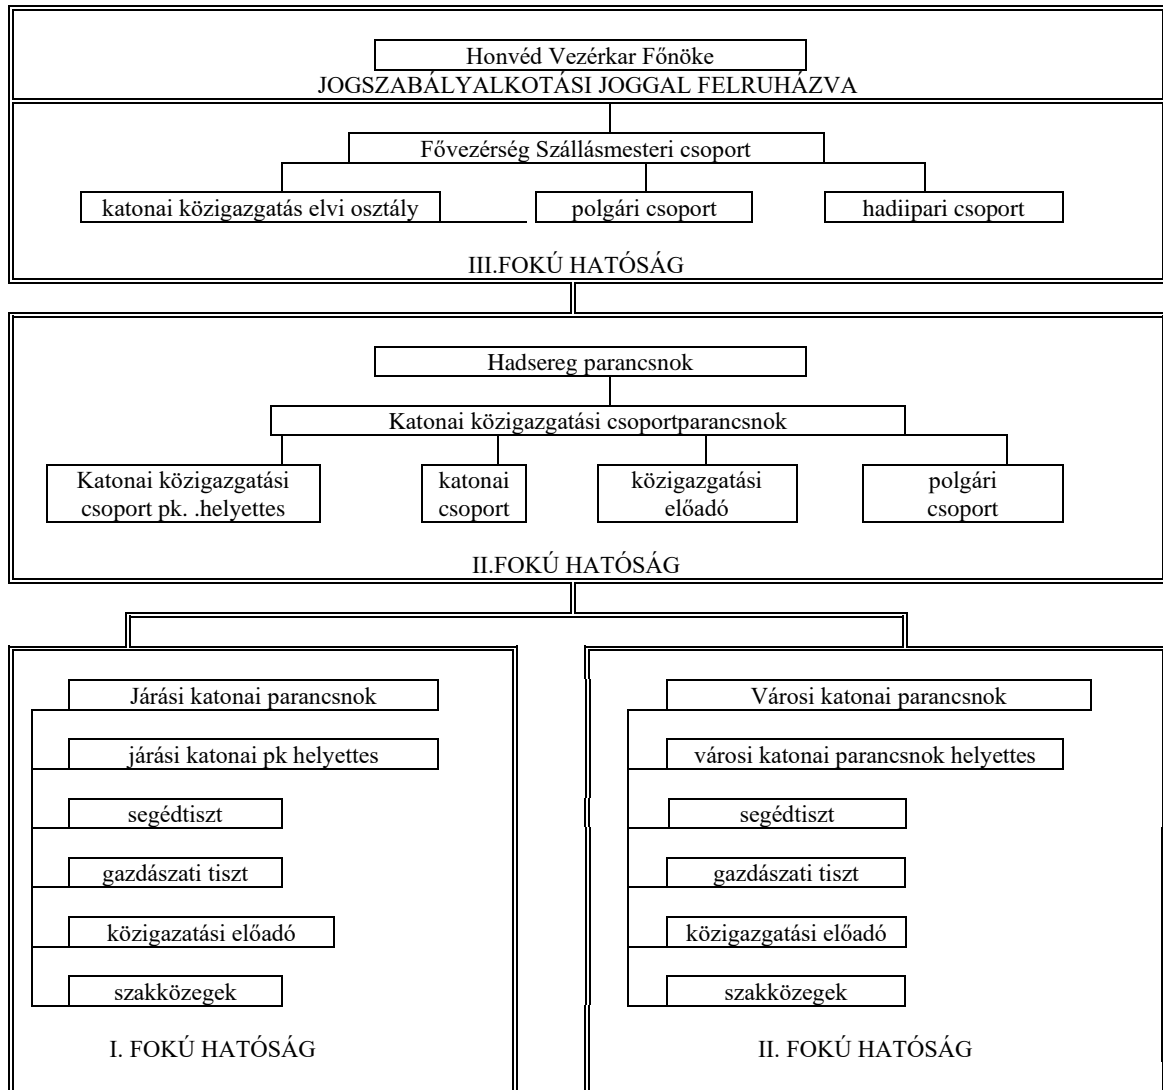 Honvéd Vezérkar Főnöke
JOGSZABÁLYALKOTÁSI JOGGAL FELRUHÁZVA
Fővezérség Szállásmesteri csoport
katonai közigazgatás elvi osztály
polgári csoport
hadiipari csoport
III.FOKÚ HATÓSÁG
Hadsereg parancsnok
Katonai közigazgatási csoportparancsnok
Katonai közigazgatási
csoport pk. .helyettes
katonai
csoport
közigazgatási
előadó
polgári
csoport
II.FOKÚ HATÓSÁG
Járási katonai parancsnok
járási katonai pk helyettes
segédtiszt
gazdászati tiszt
közigazatási előadó
szakközegek
I. FOKÚ HATÓSÁG
Városi katonai parancsnok
városi katonai parancsnok helyettes
segédtiszt
gazdászati tiszt
közigazgatási előadó
szakközegek
II. FOKÚ HATÓSÁG